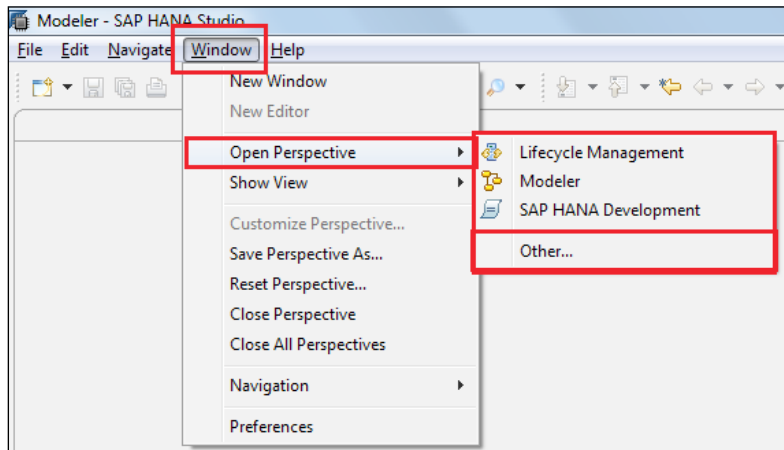 Modeler - SAP HANA Studio
File Edit Navigate Window Help
New Window
New Editor
Open Perspective
Show View
Customize Perspective...
Save Perspective As...
Reset Perspective...
Close Perspective
Close All Perspectives
Navigation
Preferences
Lifecycle Management
Modeler
SAP HANA Development
Other...